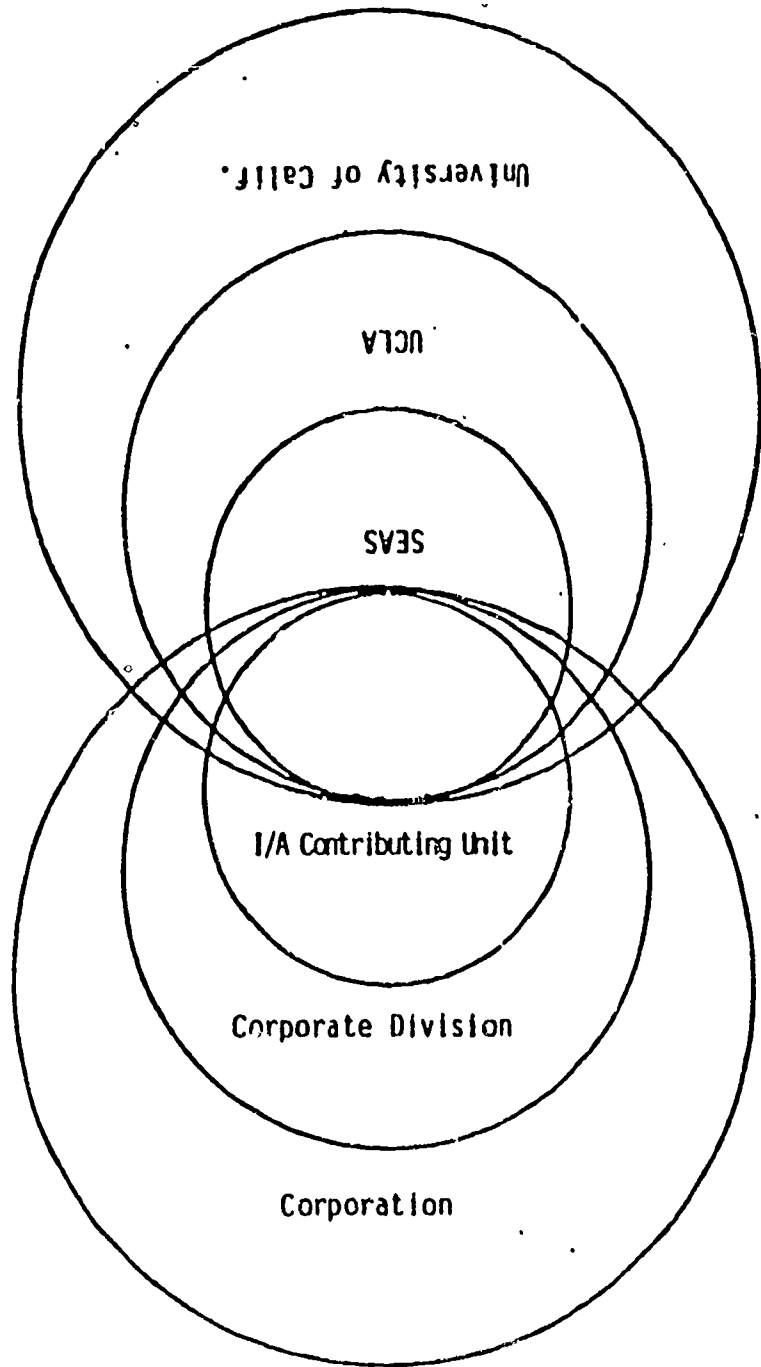 University of Calif.
UCLA
SEAS
I/A Contributing Unit
Corporate Division
Corporation